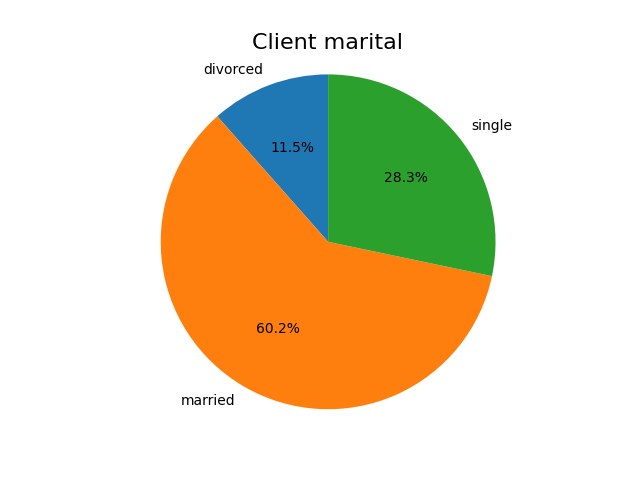 Client marital
divorced
single
11.5%
28.3%
60.2%
married